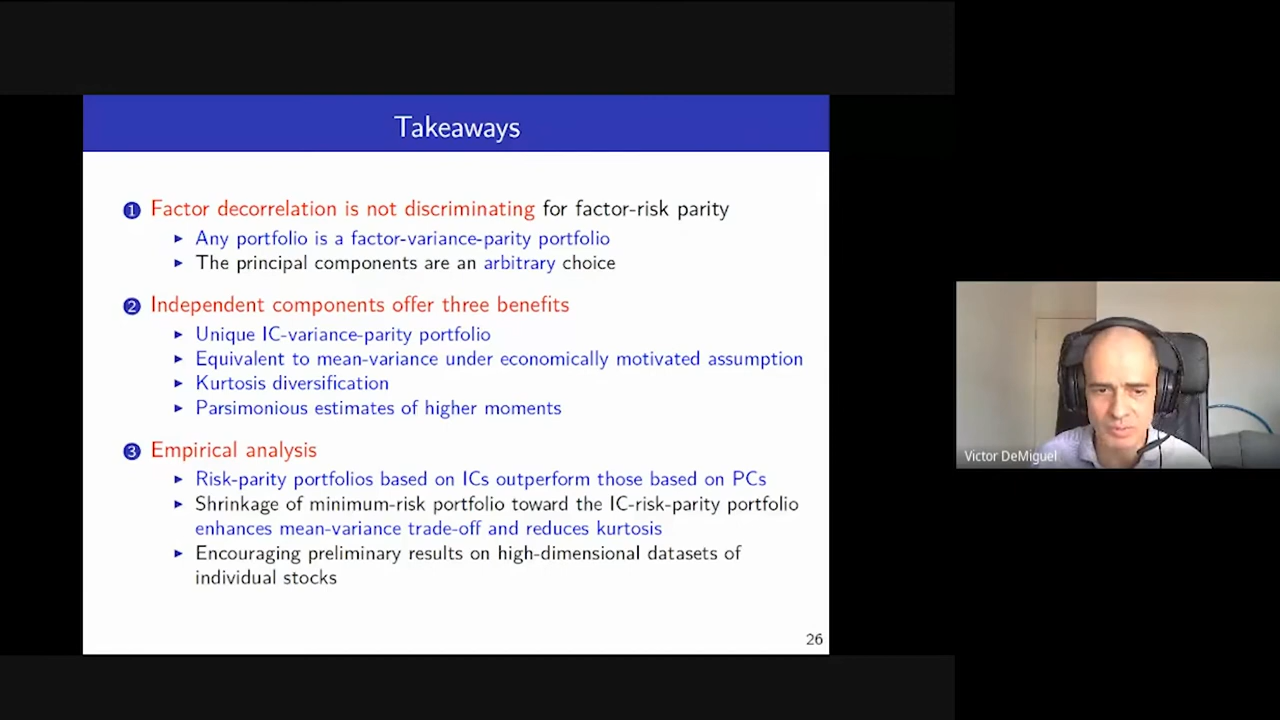 Takeaways
1 Factor decorrelation is not discriminating for factor-risk parity
▸ Any portfolio is a factor-variance-parity portfolio
▸ The principal components are an arbitrary choice
2 Independent components offer three benefits
▸ Unique IC-variance-parity portfolio
▸ Equivalent to mean-variance under economically motivated assumption
▸ Kurtosis diversification
▸ Parsimonious estimates of higher moments
3 Empirical analysis
▸ Risk-parity portfolios based on ICs outperform those based on PCs
▸ Shrinkage of minimum-risk portfolio toward the IC-risk-parity portfolio
enhances mean-variance trade-off and reduces kurtosis
▸ Encouraging preliminary results on high-dimensional datasets of
individual stocks
26
Victor DeMiguel